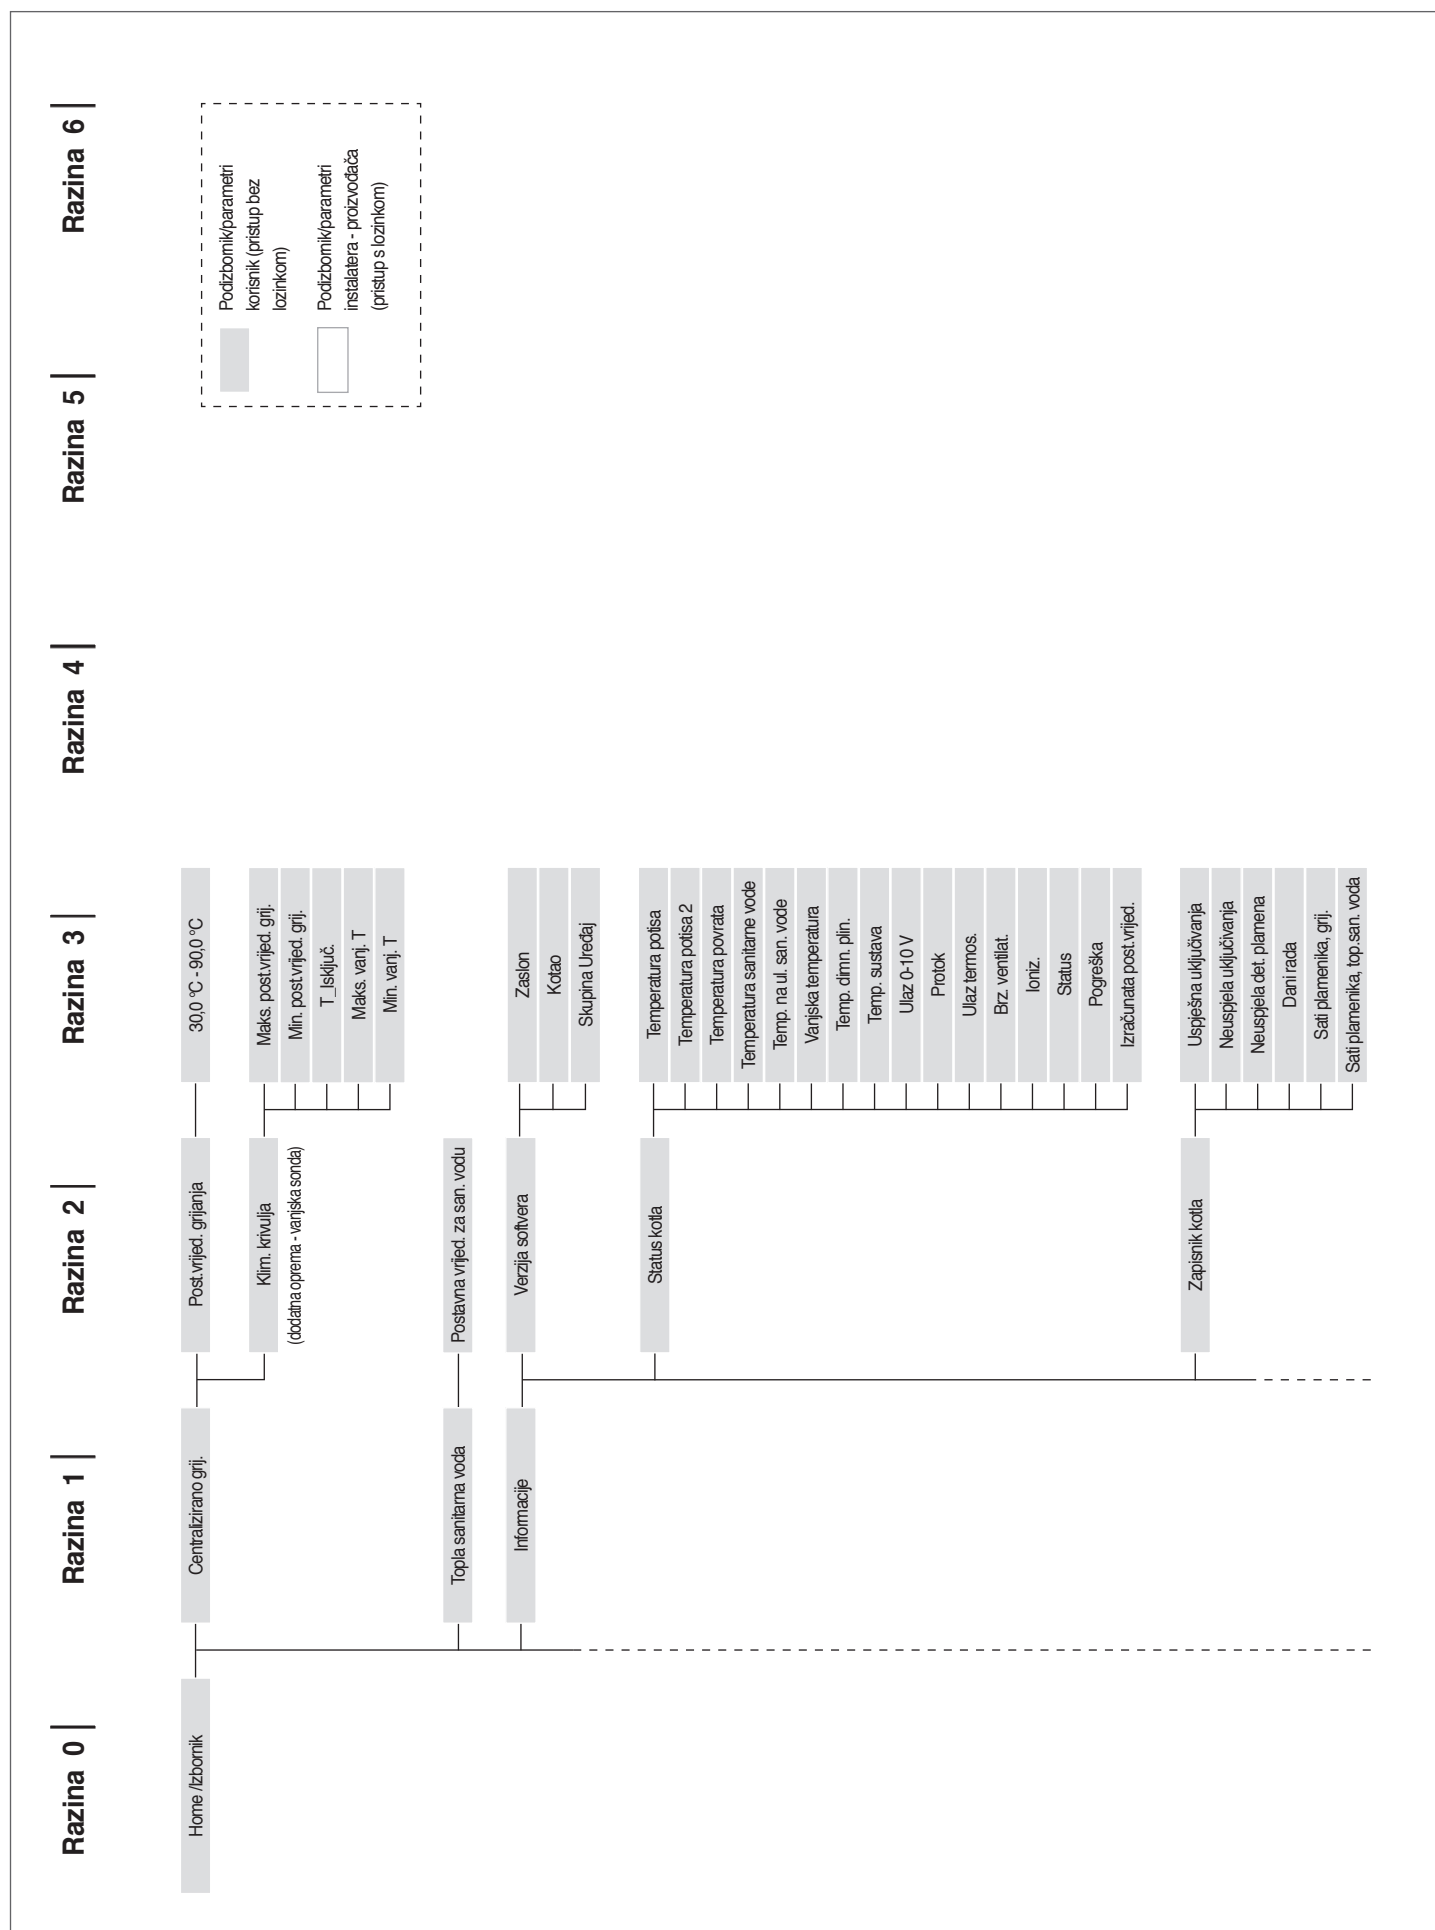 Razina 0
Razina 1
Razina 2
Razina 3
Razina 4
Razina 5
Razina 6
Podizbornik/parametri
korisnik (pristup bez
lozinkom)
Podizbornik/parametri
instalatera - proizvođača
(pristup s lozinkom)
Home /Izbornik
Centralizirano grij.
Post.vrijed. grijanja
30,0 °C - 90,0 °C
Klim. krivulja
(dodatna oprema - vanjska sonda)
Maks. post.vrijed. grij.
Min. post.vrijed. grij.
T_Isključ.
Maks. vanj. T
Min. vanj. T
Topla sanitarna voda
Postavna vrijed. za san. vodu
Informacije
Verzija softvera
Zaslon
Kotao
Skupina Uređaj
Status kotla
Temperatura potisa
Temperatura potisa 2
Temperatura povrata
Temperatura sanitarne vode
Temp. na ul. san. vode
Vanjska temperatura
Temp. dimn. plin.
Temp. sustava
Ulaz 0-10 V
Protok
Ulaz termos.
Brz. ventilat.
Ioniz.
Status
Pogreška
Izračunata post.vrijed.
Zapisnik kotla
Uspješna uključivanja
Neuspjela uključivanja
Neuspjela det. plamena
Dani rada
Sati plamenika, grij.
Sati plamenika, top.san. voda